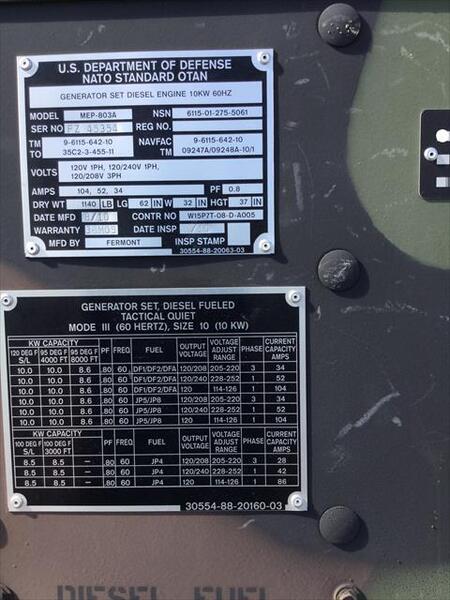 U.S. DEPARTMENT OF DEFENSE
NATO STANDARD OTAN
GENERATOR SET DIESEL ENGINE 10KW 60HZ
MODEL MEP-803A NSN 6115-01-275-5061
SER NO PZ 45354 REG NO.
TM 9-6115-642-10 NAVFAC 9-6115-642-10
TO 35C2-3-455-11 TM 09247A/09248A-10/1
VOLTS 120V 1PH, 120/240V 1PH,
120/208V 3PH
AMPS 104, 52, 34 PF 0.8
DRY WT 1140 LB LG 62 IN W 32 IN HGT 37 IN
DATE MFD 8/10 CONTR NO W15P7T-08-D-A005
WARRANTY DATE INSP
MFD BY FERMONT INSP STAMP
30554-88-20063-03
GENERATOR SET, DIESEL FUELED
TACTICAL QUIET
MODE III (60 HERTZ), SIZE 10 (10 KW)
KW CAPACITY PF FREQ. FUEL OUTPUT VOLTAGE VOLTAGE ADJUST RANGE PHASE CURRENT CAPACITY AMPS
120 DEG F S/L 95 DEG F 4000 FT 95 DEG F 8000 FT
10.0 10.0 8.6 .80 60 DF1/DF2/DFA 120/208 205-220 3 34
10.0 10.0 8.6 .80 60 DF1/DF2/DFA 120/240 228-252 1 52
10.0 10.0 8.6 .80 60 DF1/DF2/DFA 120 114-126 1 104
10.0 10.0 8.6 .80 60 JP5/JP8 120/208 205-220 3 34
10.0 10.0 8.6 .80 60 JP5/JP8 120/240 228-252 1 52
10.0 10.0 8.6 .80 60 JP5/JP8 120 114-126 1 104
KW CAPACITY PF FREQ. FUEL OUTPUT VOLTAGE VOLTAGE ADJUST RANGE PHASE CURRENT CAPACITY AMPS
100 DEG F S/L 100 DEG F 3000 FT
8.5 8.5 – .80 60 JP4 120/208 205-220 3 28
8.5 8.5 – .80 60 JP4 120/240 228-252 1 42
8.5 8.5 – .80 60 JP4 120 114-126 1 86
30554-88-20160-03
DIESEL FUEL